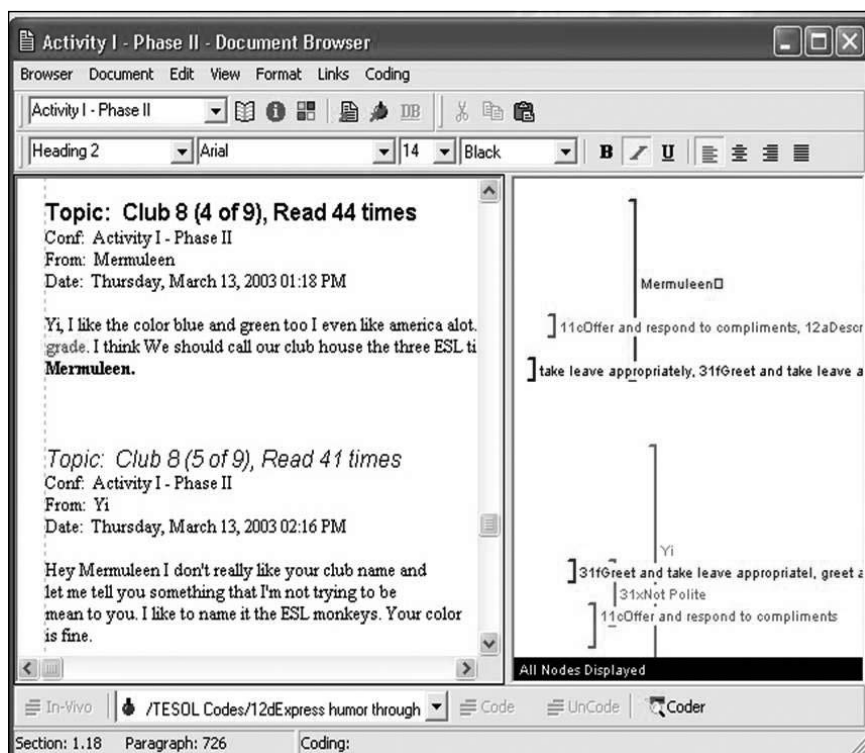 Activity I - Phase II - Document Browser
Browser Document Edit View Format Links Coding
Activity I - Phase II DB
Heading 2 Arial 14 Black B I U
Topic: Club 8 (4 of 9), Read 44 times
Conf: Activity I - Phase II
From: Mermuleen
Date: Thursday, March 13, 2003 01:18 PM
Yi, I like the color blue and green too I even like america alot.
grade. I think We should call our club house the three ESL ti
Mermuleen.
Topic: Club 8 (5 of 9), Read 41 times
Conf: Activity I - Phase II
From: Yi
Date: Thursday, March 13, 2003 02:16 PM
Hey Mermuleen I don't really like your club name and
let me tell you something that I'm not trying to be
mean to you. I like to name it the ESL monkeys. Your color
is fine.
Mermuleen
11cOffer and respond to compliments, 12aDescr
take leave appropriately, 31fGreet and take leave a
Yi
31fGreet and take leave appropriatel, greet a
31xNot Polite
11cOffer and respond to compliments
All Nodes Displayed
In-Vivo /TESOL Codes/12dExpress humor through Code UnCode Coder
Section: 1.18 Paragraph: 726 Coding: